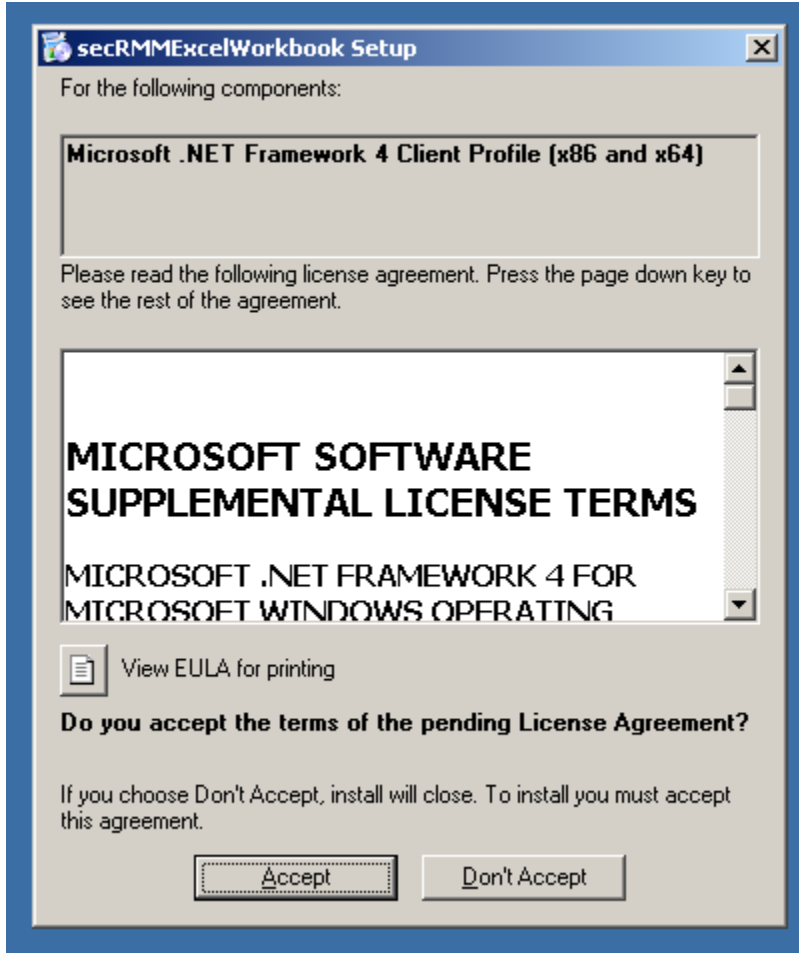 secRMMExcelWorkbook Setup
For the following components:
Microsoft .NET Framework 4 Client Profile (x86 and x64)
Please read the following license agreement. Press the page down key to
see the rest of the agreement.
MICROSOFT SOFTWARE
SUPPLEMENTAL LICENSE TERMS
MICROSOFT .NET FRAMEWORK 4 FOR
MICROSOFT WINDOWS OPERATING
View EULA for printing
Do you accept the terms of the pending License Agreement?
If you choose Don't Accept, install will close. To install you must accept
this agreement.
Accept
Don't Accept